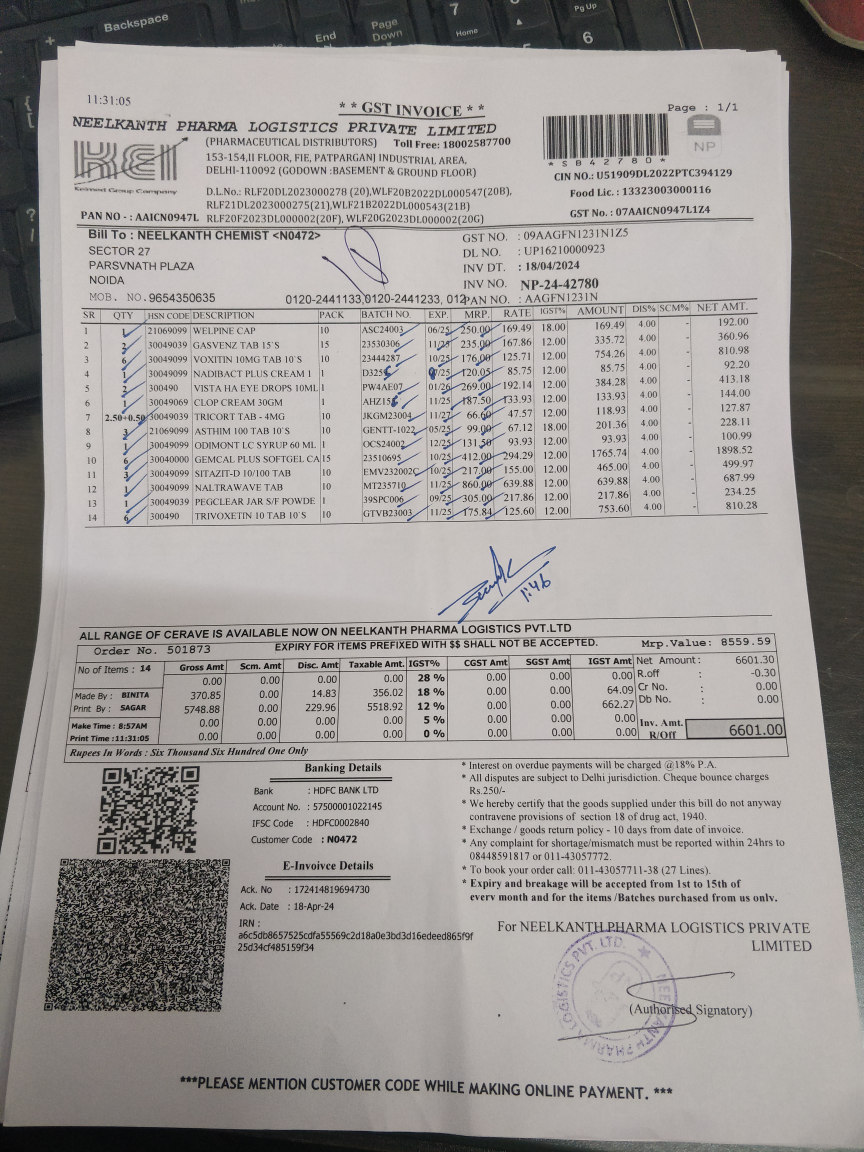 Backspace
End
Page Down
7
Home
Pg Up
6
11:31:05
* * GST INVOICE * *
Page : 1/1
NEELKANTH PHARMA LOGISTICS PRIVATE LIMITED
(PHARMACEUTICAL DISTRIBUTORS) Toll Free: 18002587700
153-154,II FLOOR, FIE, PATPARGANJ INDUSTRIAL AREA,
DELHI-110092 (GODOWN :BASEMENT & GROUND FLOOR)
KEI
Keimed Group Company
D.L.No.: RLF20DL2023000278 (20),WLF20B2022DL000547(20B),
RLF21DL2023000275(21),WLF21B2022DL000543(21B)
PAN NO - : AAICN0947L RLF20F2023DL000002(20F), WLF20G2023DL000002(20G)
*SB42780*
NP
CIN NO.: U51909DL2022PTC394129
Food Lic. : 13323003000116
GST No. : 07AAICN0947L1Z4
Bill To : NEELKANTH CHEMIST <N0472>
SECTOR 27
PARSVNATH PLAZA
NOIDA
MOB. NO.9654350635 0120-2441133,0120-2441233, 012
GST NO. : 09AAGFN1231N1Z5
DL NO. : UP16210000923
INV DT. : 18/04/2024
INV NO. NP-24-42780
PAN NO. : AAGFN1231N
SR QTY HSN CODE DESCRIPTION PACK BATCH NO. EXP. MRP. RATE IGST% AMOUNT DIS% SCM% NET AMT.
1 1 21069099 WELPINE CAP 10 ASC24003 06/25 250.00 169.49 18.00 169.49 4.00 - 192.00
2 2 30049039 GASVENZ TAB 15`S 15 23530306 11/25 235.00 167.86 12.00 335.72 4.00 - 360.96
3 6 30049099 VOXITIN 10MG TAB 10`S 10 23444287 10/25 176.00 125.71 12.00 754.26 4.00 - 810.98
4 1 30049099 NADIBACT PLUS CREAM 1 1 D325 /25 120.05 85.75 12.00 85.75 4.00 - 92.20
5 2 300490 VISTA HA EYE DROPS 10ML 1 PW4AE07 01/26 269.00 192.14 12.00 384.28 4.00 - 413.18
6 1 30049069 CLOP CREAM 30GM 1 11/25 187.50 133.93 12.00 133.93 4.00 - 144.00
7 2.50+0.50 30049039 TRICORT TAB - 4MG 10 JKGM23004 11/27 66.60 47.57 12.00 118.93 4.00 - 127.87
8 3 21069099 ASTHIM 100 TAB 10`S 10 GENTT-1022 05/25 99.00 67.12 18.00 201.36 4.00 - 228.11
9 1 30049099 ODIMONT LC SYRUP 60 ML 1 OCS24002 12/25 131.50 93.93 12.00 93.93 4.00 - 100.99
10 6 30040000 GEMCAL PLUS SOFTGEL CA 15 23510695 10/25 412.00 294.29 12.00 1765.74 4.00 - 1898.52
11 3 30049099 SITAZIT-D 10/100 TAB 10 EMV232002C 10/25 217.00 155.00 12.00 465.00 4.00 - 499.97
12 1 30049099 NALTRAWAVE TAB 10 MT235710 11/25 860.00 639.88 12.00 639.88 4.00 - 687.99
13 1 30049039 PEGCLEAR JAR S/F POWDE 1 39SPC006 09/25 305.00 217.86 12.00 217.86 4.00 - 234.25
14 6 300490 TRIVOXETIN 10 TAB 10`S 10 GTVB23003 11/25 175.84 125.60 12.00 753.60 4.00 - 810.28
1:46
ALL RANGE OF CERAVE IS AVAILABLE NOW ON NEELKANTH PHARMA LOGISTICS PVT.LTD
Order No. 501873 EXPIRY FOR ITEMS PREFIXED WITH $$ SHALL NOT BE ACCEPTED. Mrp.Value: 8559.59
No of Items : 14 Gross Amt Scm. Amt Disc. Amt Taxable Amt. IGST% CGST Amt SGST Amt IGST Amt Net Amount: 6601.30
0.00 0.00 0.00 0.00 28 % 0.00 0.00 0.00 R.off : -0.30
Made By : BINITA 370.85 0.00 14.83 356.02 18 % 0.00 0.00 64.09 Cr No. : 0.00
Print By : SAGAR 5748.88 0.00 229.96 5518.92 12 % 0.00 0.00 662.27 Db No. : 0.00
Make Time : 8:57AM 0.00 0.00 0.00 0.00 5 % 0.00 0.00 0.00 Inv. Amt.
Print Time :11:31:05 0.00 0.00 0.00 0.00 0 % 0.00 0.00 0.00 R/Off 6601.00
Rupees In Words : Six Thousand Six Hundred One Only
Banking Details
Bank : HDFC BANK LTD
Account No. : 57500001022145
IFSC Code : HDFC0002840
Customer Code : N0472
E-Invoivce Details
Ack. No : 172414819694730
Ack. Date : 18-Apr-24
IRN :
a6c5db8657525cdfa55569c2d18a0e3bd3d16edeed865f9f
25d34cf485159f34
* Interest on overdue payments will be charged @18% P.A.
* All disputes are subject to Delhi jurisdiction. Cheque bounce charges
Rs.250/-
* We hereby certify that the goods supplied under this bill do not anyway
contravene provisions of section 18 of drug act, 1940.
* Exchange / goods return policy - 10 days from date of invoice.
* Any complaint for shortage/mismatch must be reported within 24hrs to
08448591817 or 011-43057772.
* To book your order call: 011-43057711-38 (27 Lines).
* Expiry and breakage will be accepted from 1st to 15th of
every month and for the items /Batches purchased from us only.
For NEELKANTH PHARMA LOGISTICS PRIVATE
LIMITED
NEELKANTH PHARMA LOGISTICS PVT. LTD.
(Authorised Signatory)
***PLEASE MENTION CUSTOMER CODE WHILE MAKING ONLINE PAYMENT. ***